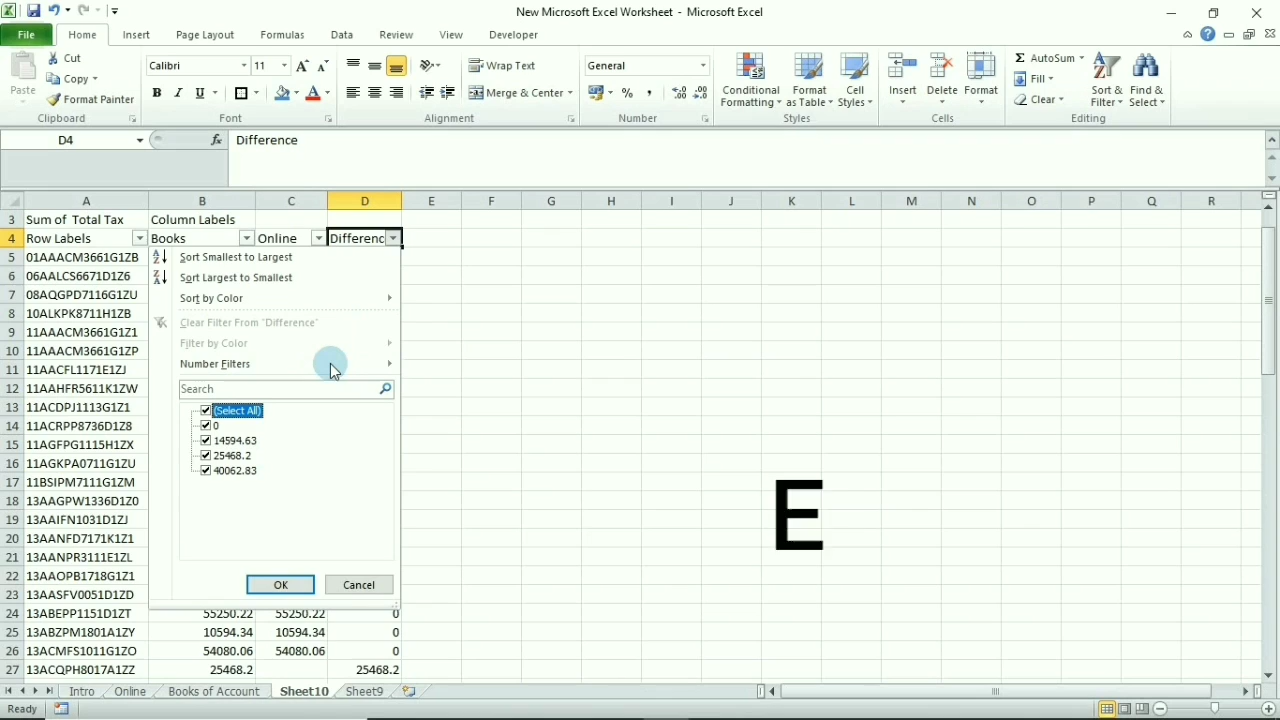 New Microsoft Excel Worksheet - Microsoft Excel
File Home Insert Page Layout Formulas Data Review View Developer
Cut Calibri 11 Wrap Text General AutoSum
Copy Fill
Paste Format Painter Merge & Center % , Conditional Formatting Format as Table Cell Styles Insert Delete Format Clear Sort & Filter Find & Select
B I U A
Clipboard Font Alignment Number Styles Cells Editing
D4 fx Difference
A B C D E F G H I J K L M N O P Q R
3 Sum of Total Tax Column Labels
4 Row Labels Books Online Differenc
5 01AAACM3661G1ZB
6 06AALCS6671D1Z6
7 08AQGPD7116G1ZU
8 10ALKPK8711H1ZB
9 11AAACM3661G1Z1
10 11AAACM3661G1ZP
11 11AACFL1171E1ZJ
12 11AAHFR5611K1ZW
13 11ACDPJ1113G1Z1
14 11ACRPP8736D1Z8
15 11AGFPG1115H1ZX
16 11AGKPA0711G1ZU
17 11BSIPM7111G1ZM
18 13AAGPW1336D1Z0
19 13AAIFN1031D1ZJ
20 13AANFD7171K1Z1
21 13AANPR3111E1ZL
22 13AAOPB1718G1Z1
23 13AASFV0051D1ZD
24 13ABEPP1151D1ZT 55250.22 55250.22 0
25 13ABZPM1801A1ZY 10594.34 10594.34 0
26 13ACMFS1011G1ZO 54080.06 54080.06 0
27 13ACQPH8017A1ZZ 25468.2 25468.2
Sort Smallest to Largest
Sort Largest to Smallest
Sort by Color
Clear Filter From "Difference"
Filter by Color
Number Filters
Search
(Select All)
0
14594.63
25468.2
40062.83
OK Cancel
E
Intro Online Books of Account Sheet10 Sheet9
Ready